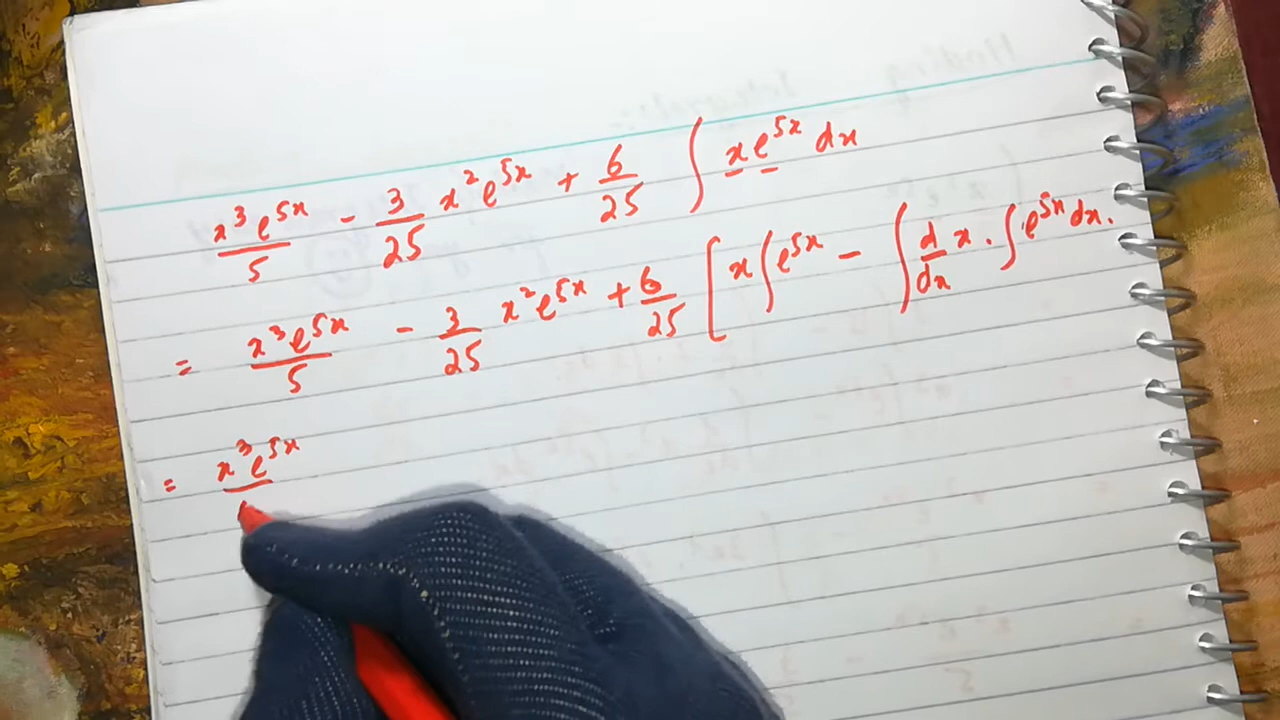 x³e⁵ˣ/5 - 3/25 x²e⁵ˣ + 6/25 ∫ xe⁵ˣ dx
= x³e⁵ˣ/5 - 3/25 x²e⁵ˣ + 6/25 [x∫e⁵ˣ - ∫ d/dx x . ∫e⁵ˣ dx.
= x³e⁵ˣ